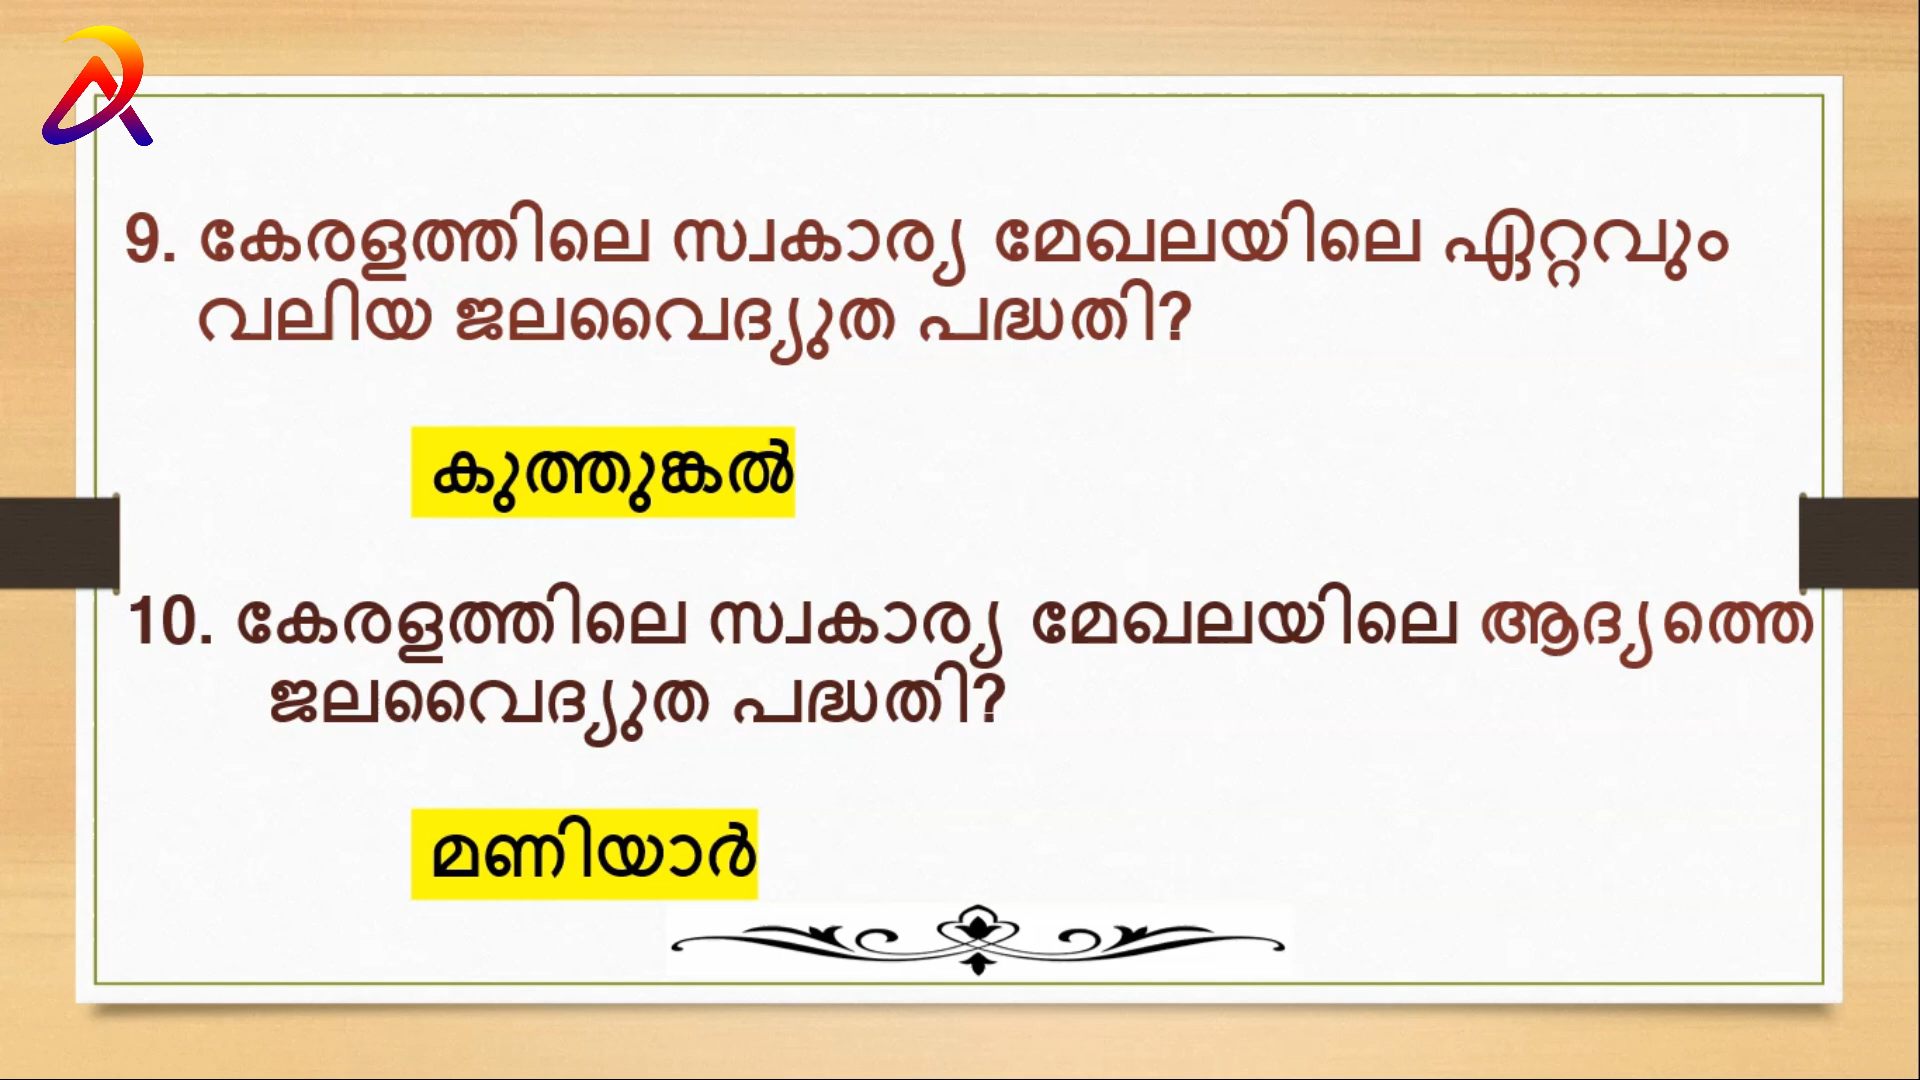 9. കേരളത്തിലെ സ്വകാര്യ മേഖലയിലെ ഏറ്റവും
വലിയ ജലവൈദ്യുത പദ്ധതി?
കുത്തുങ്കൽ
10. കേരളത്തിലെ സ്വകാര്യ മേഖലയിലെ ആദ്യത്തെ
ജലവൈദ്യുത പദ്ധതി?
മണിയാർ